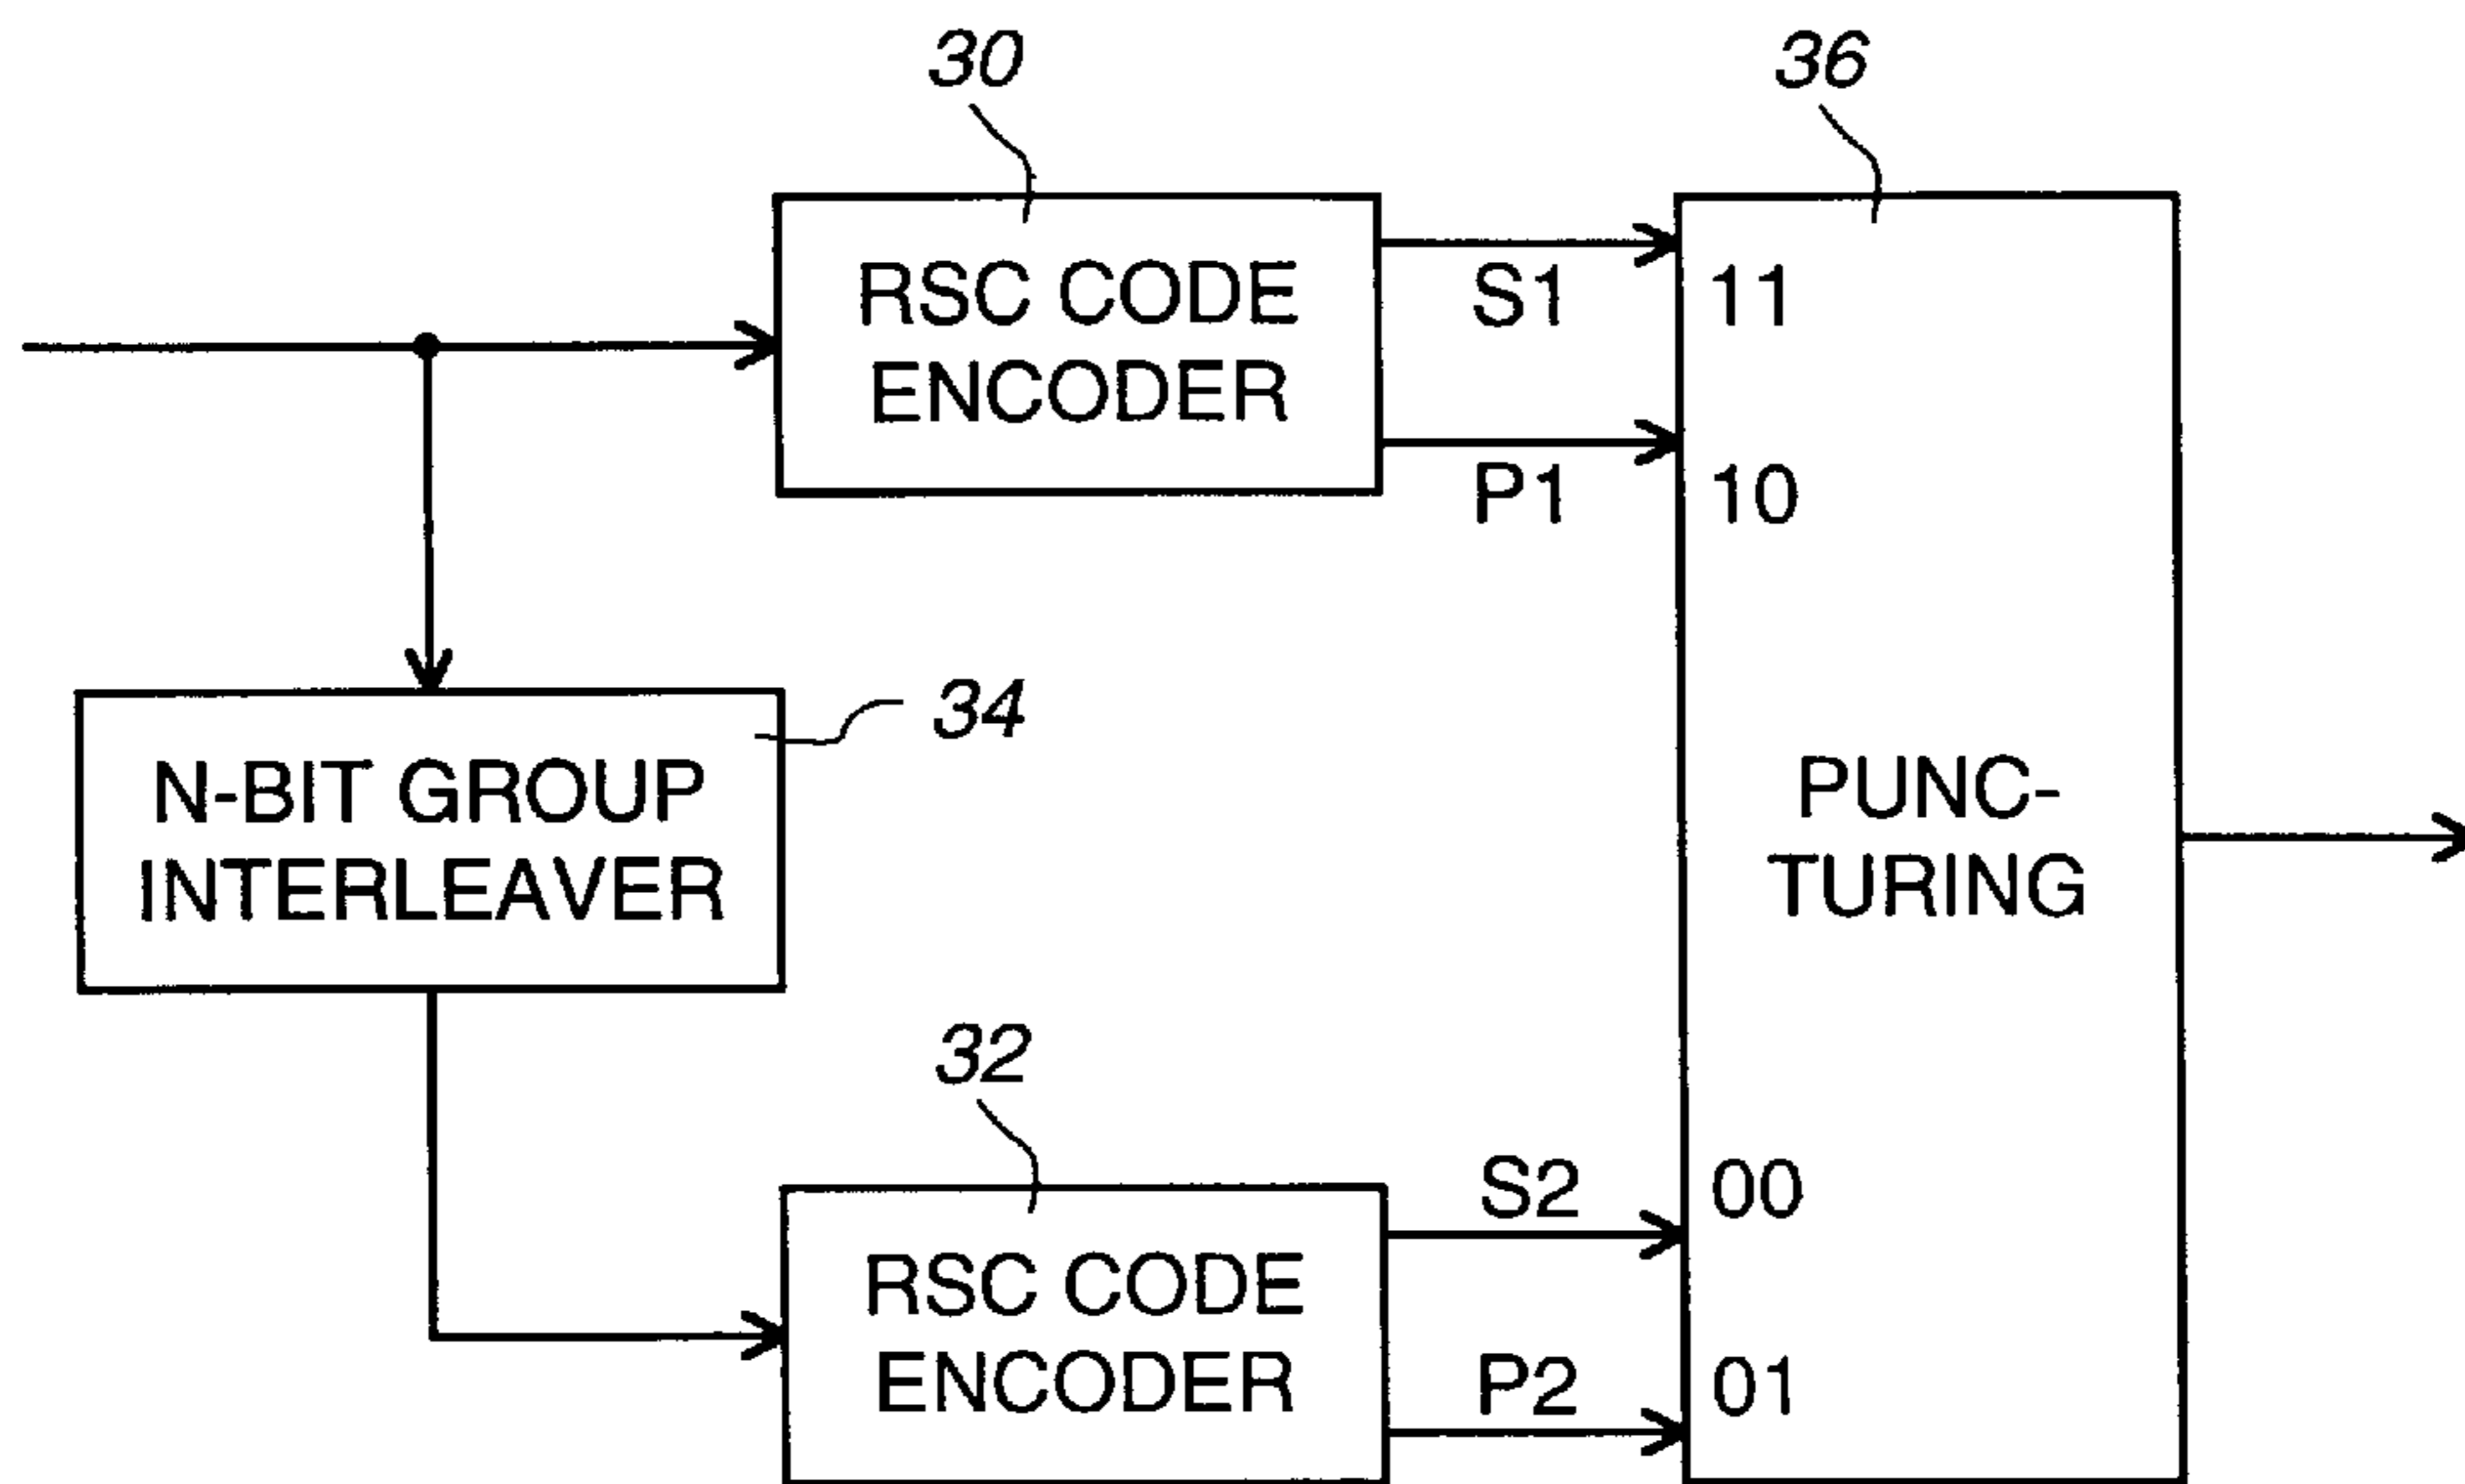 30
36
RSC CODE
ENCODER
S1
11
P1
10
34
N-BIT GROUP
INTERLEAVER
PUNC-
TURING
32
RSC CODE
ENCODER
S2
00
P2
01